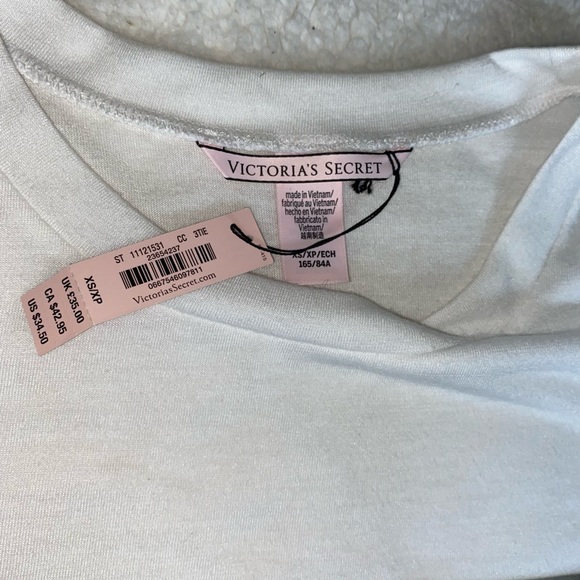 VICTORIA'S SECRET
made in Vietnam/
fabriqué au Vietnam/
hecho en Vietnam/
fabbricato in
Vietnam/
越南制造
XS/XP/ECH
165/84A
ST 11121531 CC 3TIE
23654237
0667546097811
VictoriasSecret.com
XS/XP
UK £35.00
CA $42.95
US $34.50